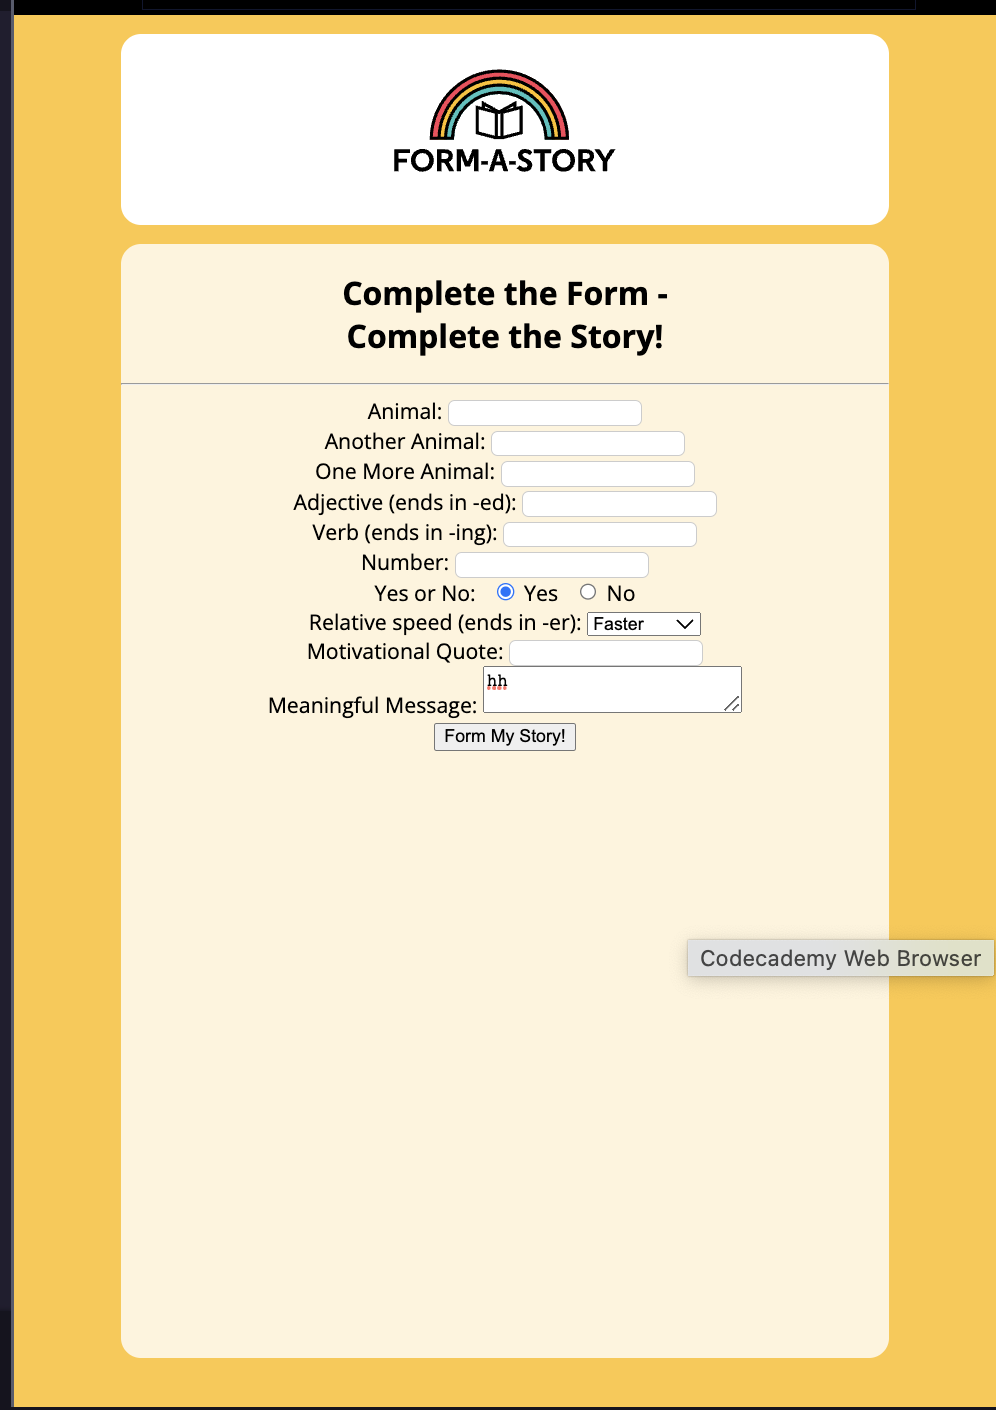 FORM-A-STORY
Complete the Form -
Complete the Story!
Animal:
Another Animal:
One More Animal:
Adjective (ends in -ed):
Verb (ends in -ing):
Number:
Yes or No: Yes No
Relative speed (ends in -er): Faster
Motivational Quote:
Meaningful Message: hh
Form My Story!
Codecademy Web Browser